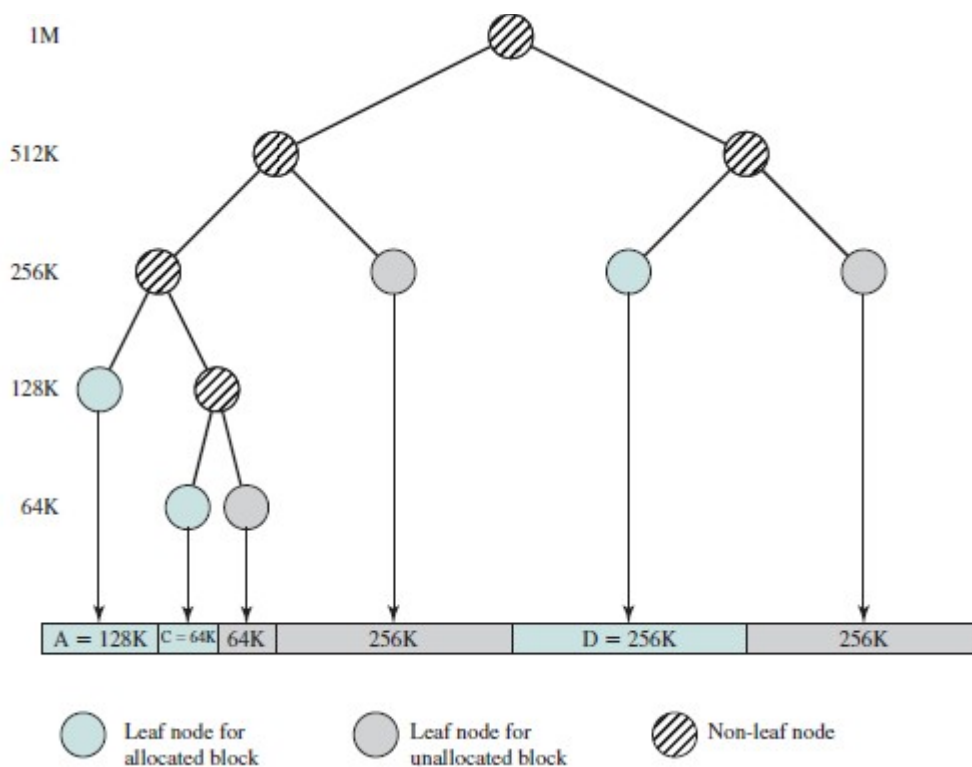 1M
512K
256K
128K
64K
A = 128K C = 64K 64K 256K D = 256K 256K
Leaf node for
allocated block
Leaf node for
unallocated block
Non-leaf node